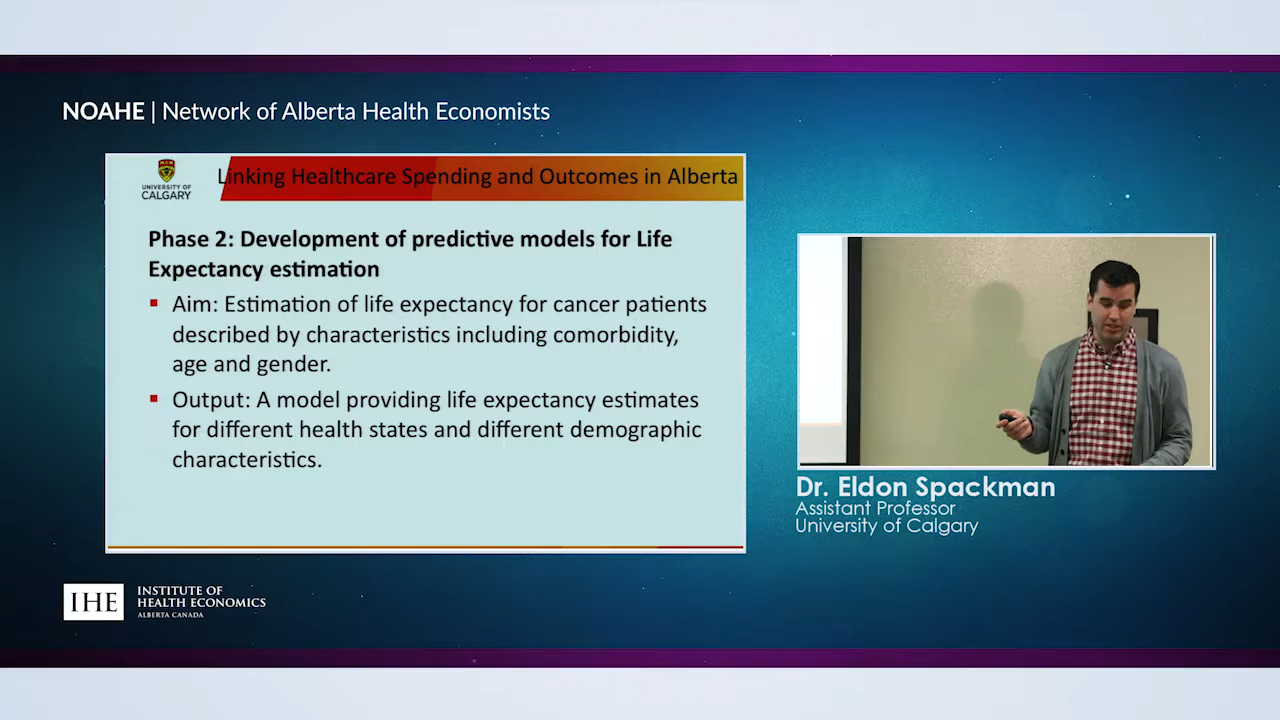 NOAHE | Network of Alberta Health Economists
UNIVERSITY OF
CALGARY
Linking Healthcare Spending and Outcomes in Alberta
Phase 2: Development of predictive models for Life
Expectancy estimation
▪ Aim: Estimation of life expectancy for cancer patients
described by characteristics including comorbidity,
age and gender.
▪ Output: A model providing life expectancy estimates
for different health states and different demographic
characteristics.
Dr. Eldon Spackman
Assistant Professor
University of Calgary
IHE
INSTITUTE OF
HEALTH ECONOMICS
ALBERTA CANADA